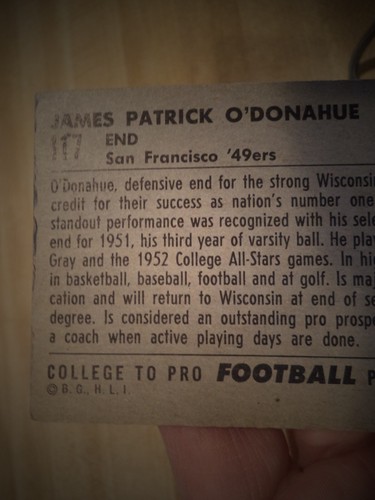 JAMES PATRICK O'DONAHUE
117
END
San Francisco '49ers
O'Donahue, defensive end for the strong Wisconsin
credit for their success as nation's number one
standout performance was recognized with his sele
end for 1951, his third year of varsity ball. He play
Gray and the 1952 College All-Stars games. In hi
in basketball, baseball, football and at golf. Is maj
cation and will return to Wisconsin at end of se
degree. Is considered an outstanding pro prospe
a coach when active playing days are done.
COLLEGE TO PRO FOOTBALL P
© B. G., H. L. I.